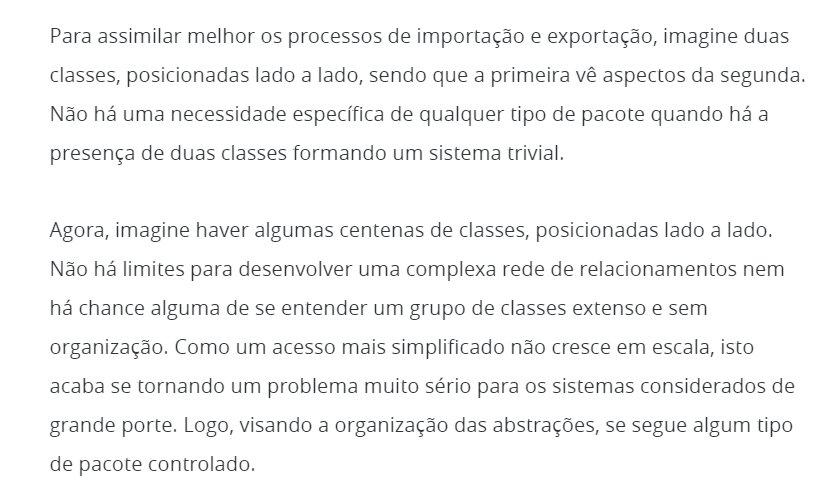 Para assimilar melhor os processos de importação e exportação, imagine duas
classes, posicionadas lado a lado, sendo que a primeira vê aspectos da segunda.
Não há uma necessidade específica de qualquer tipo de pacote quando há a
presença de duas classes formando um sistema trivial.
Agora, imagine haver algumas centenas de classes, posicionadas lado a lado.
Não há limites para desenvolver uma complexa rede de relacionamentos nem
há chance alguma de se entender um grupo de classes extenso e sem
organização. Como um acesso mais simplificado não cresce em escala, isto
acaba se tornando um problema muito sério para os sistemas considerados de
grande porte. Logo, visando a organização das abstrações, se segue algum tipo
de pacote controlado.